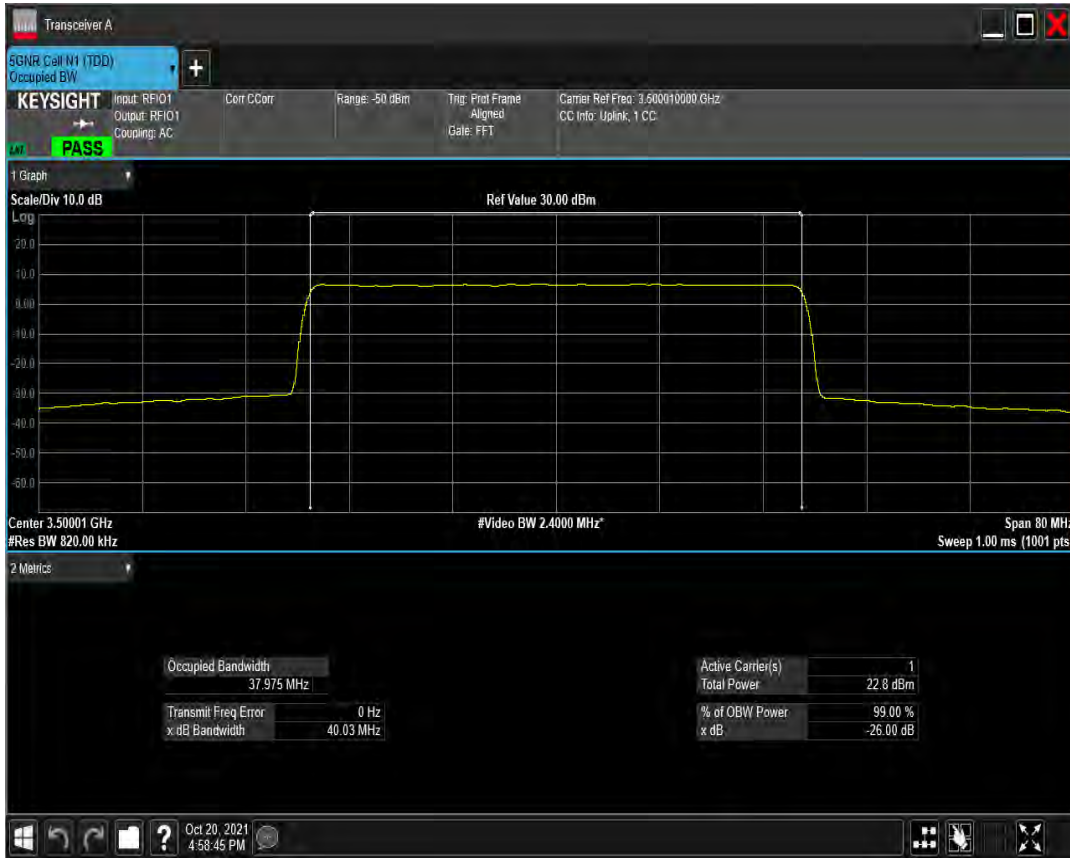 Transceiver A
5GNR Cell N1 (TDD)
Occupied BW
+
KEYSIGHT
PASS
Input: RFIO1
Output: RFIO1
Coupling: AC
Corr CCorr
Range: -50 dBm
Trig: Prot Frame
Aligned
Gate: FFT
Carrier Ref Freq: 3.500010000 GHz
CC Info: Uplink, 1 CC
1 Graph
Scale/Div 10.0 dB
Ref Value 30.00 dBm
Log
20.0
10.0
0.00
-10.0
-20.0
-30.0
-40.0
-50.0
-60.0
Center 3.50001 GHz
#Video BW 2.4000 MHz*
Span 80 MHz
#Res BW 820.00 kHz
Sweep 1.00 ms (1001 pts
2 Metrics
Occupied Bandwidth
37.975 MHz
Transmit Freq Error 0 Hz
x dB Bandwidth 40.03 MHz
Active Carrier(s) 1
Total Power 22.8 dBm
% of OBW Power 99.00 %
x dB -26.00 dB
?
Oct 20, 2021
4:58:45 PM